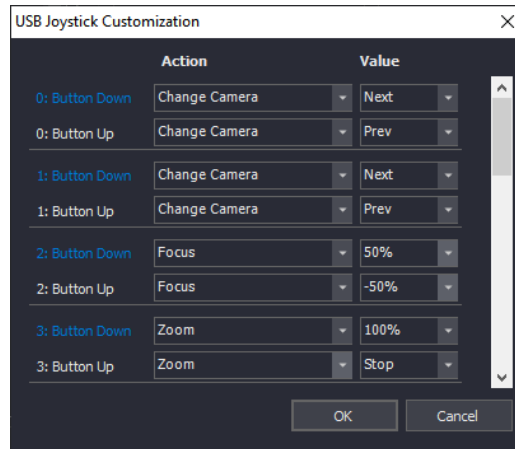 USB Joystick Customization
Action Value
0: Button Down Change Camera Next
0: Button Up Change Camera Prev
1: Button Down Change Camera Next
1: Button Up Change Camera Prev
2: Button Down Focus 50%
2: Button Up Focus -50%
3: Button Down Zoom 100%
3: Button Up Zoom Stop
OK Cancel